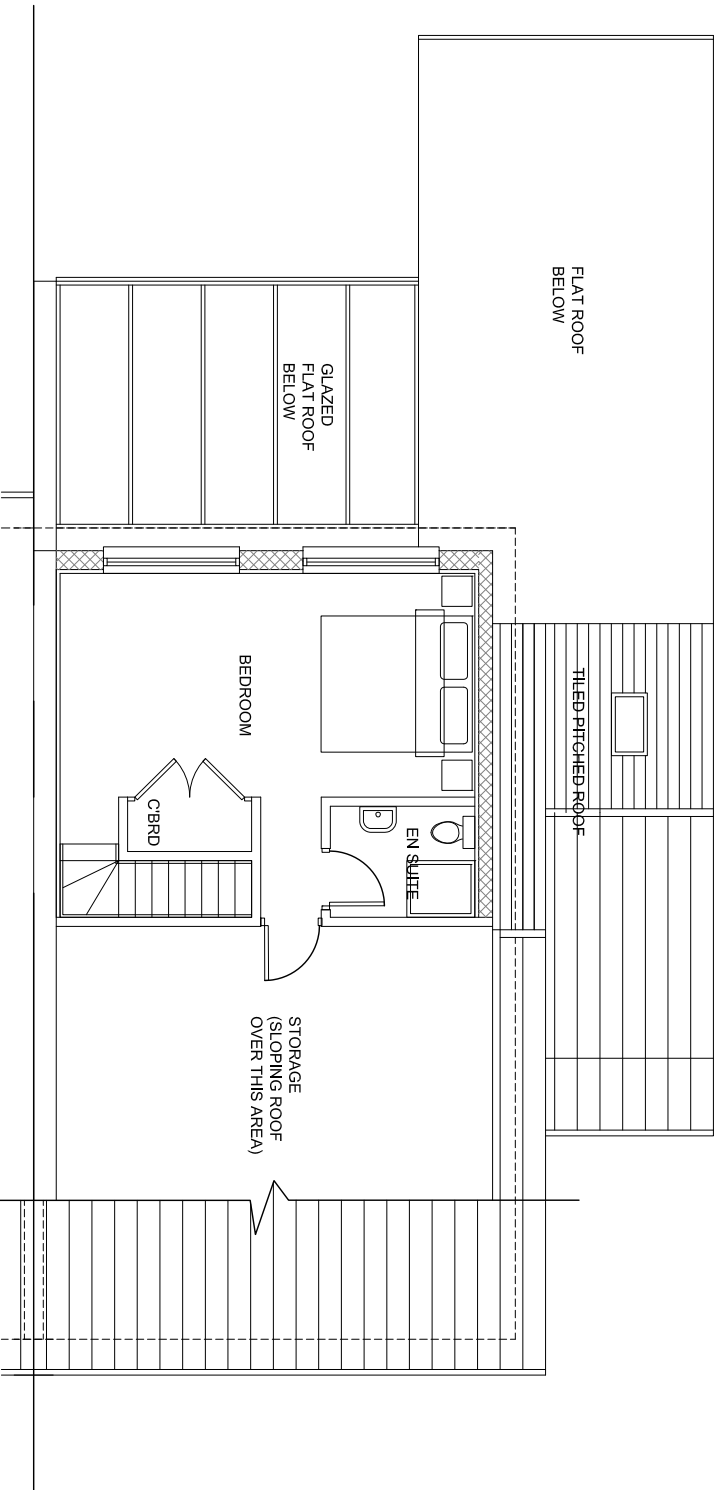 FLAT ROOF
BELOW
GLAZED
FLAT ROOF
BELOW
TILED PITCHED ROOF
BEDROOM
C'BRD
EN SUITE
STORAGE
(SLOPING ROOF
OVER THIS AREA)